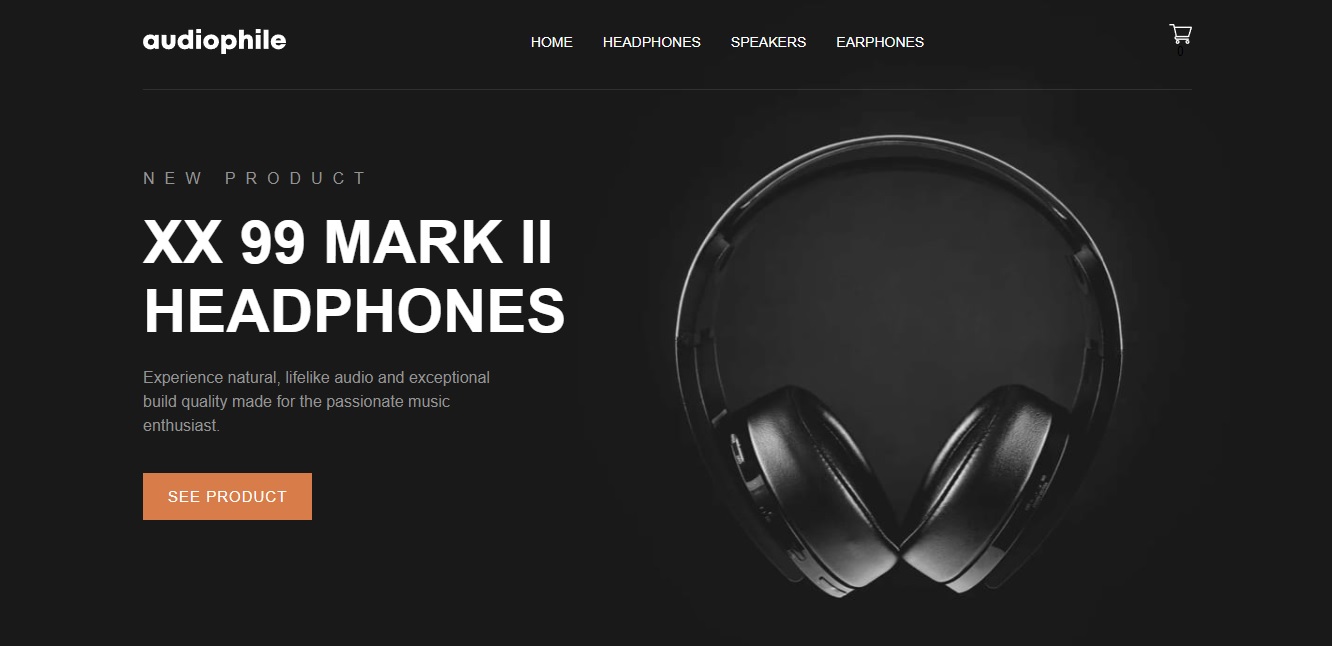 audiophile
HOME HEADPHONES SPEAKERS EARPHONES
0
NEW PRODUCT
XX 99 MARK II
HEADPHONES
Experience natural, lifelike audio and exceptional
build quality made for the passionate music
enthusiast.
SEE PRODUCT